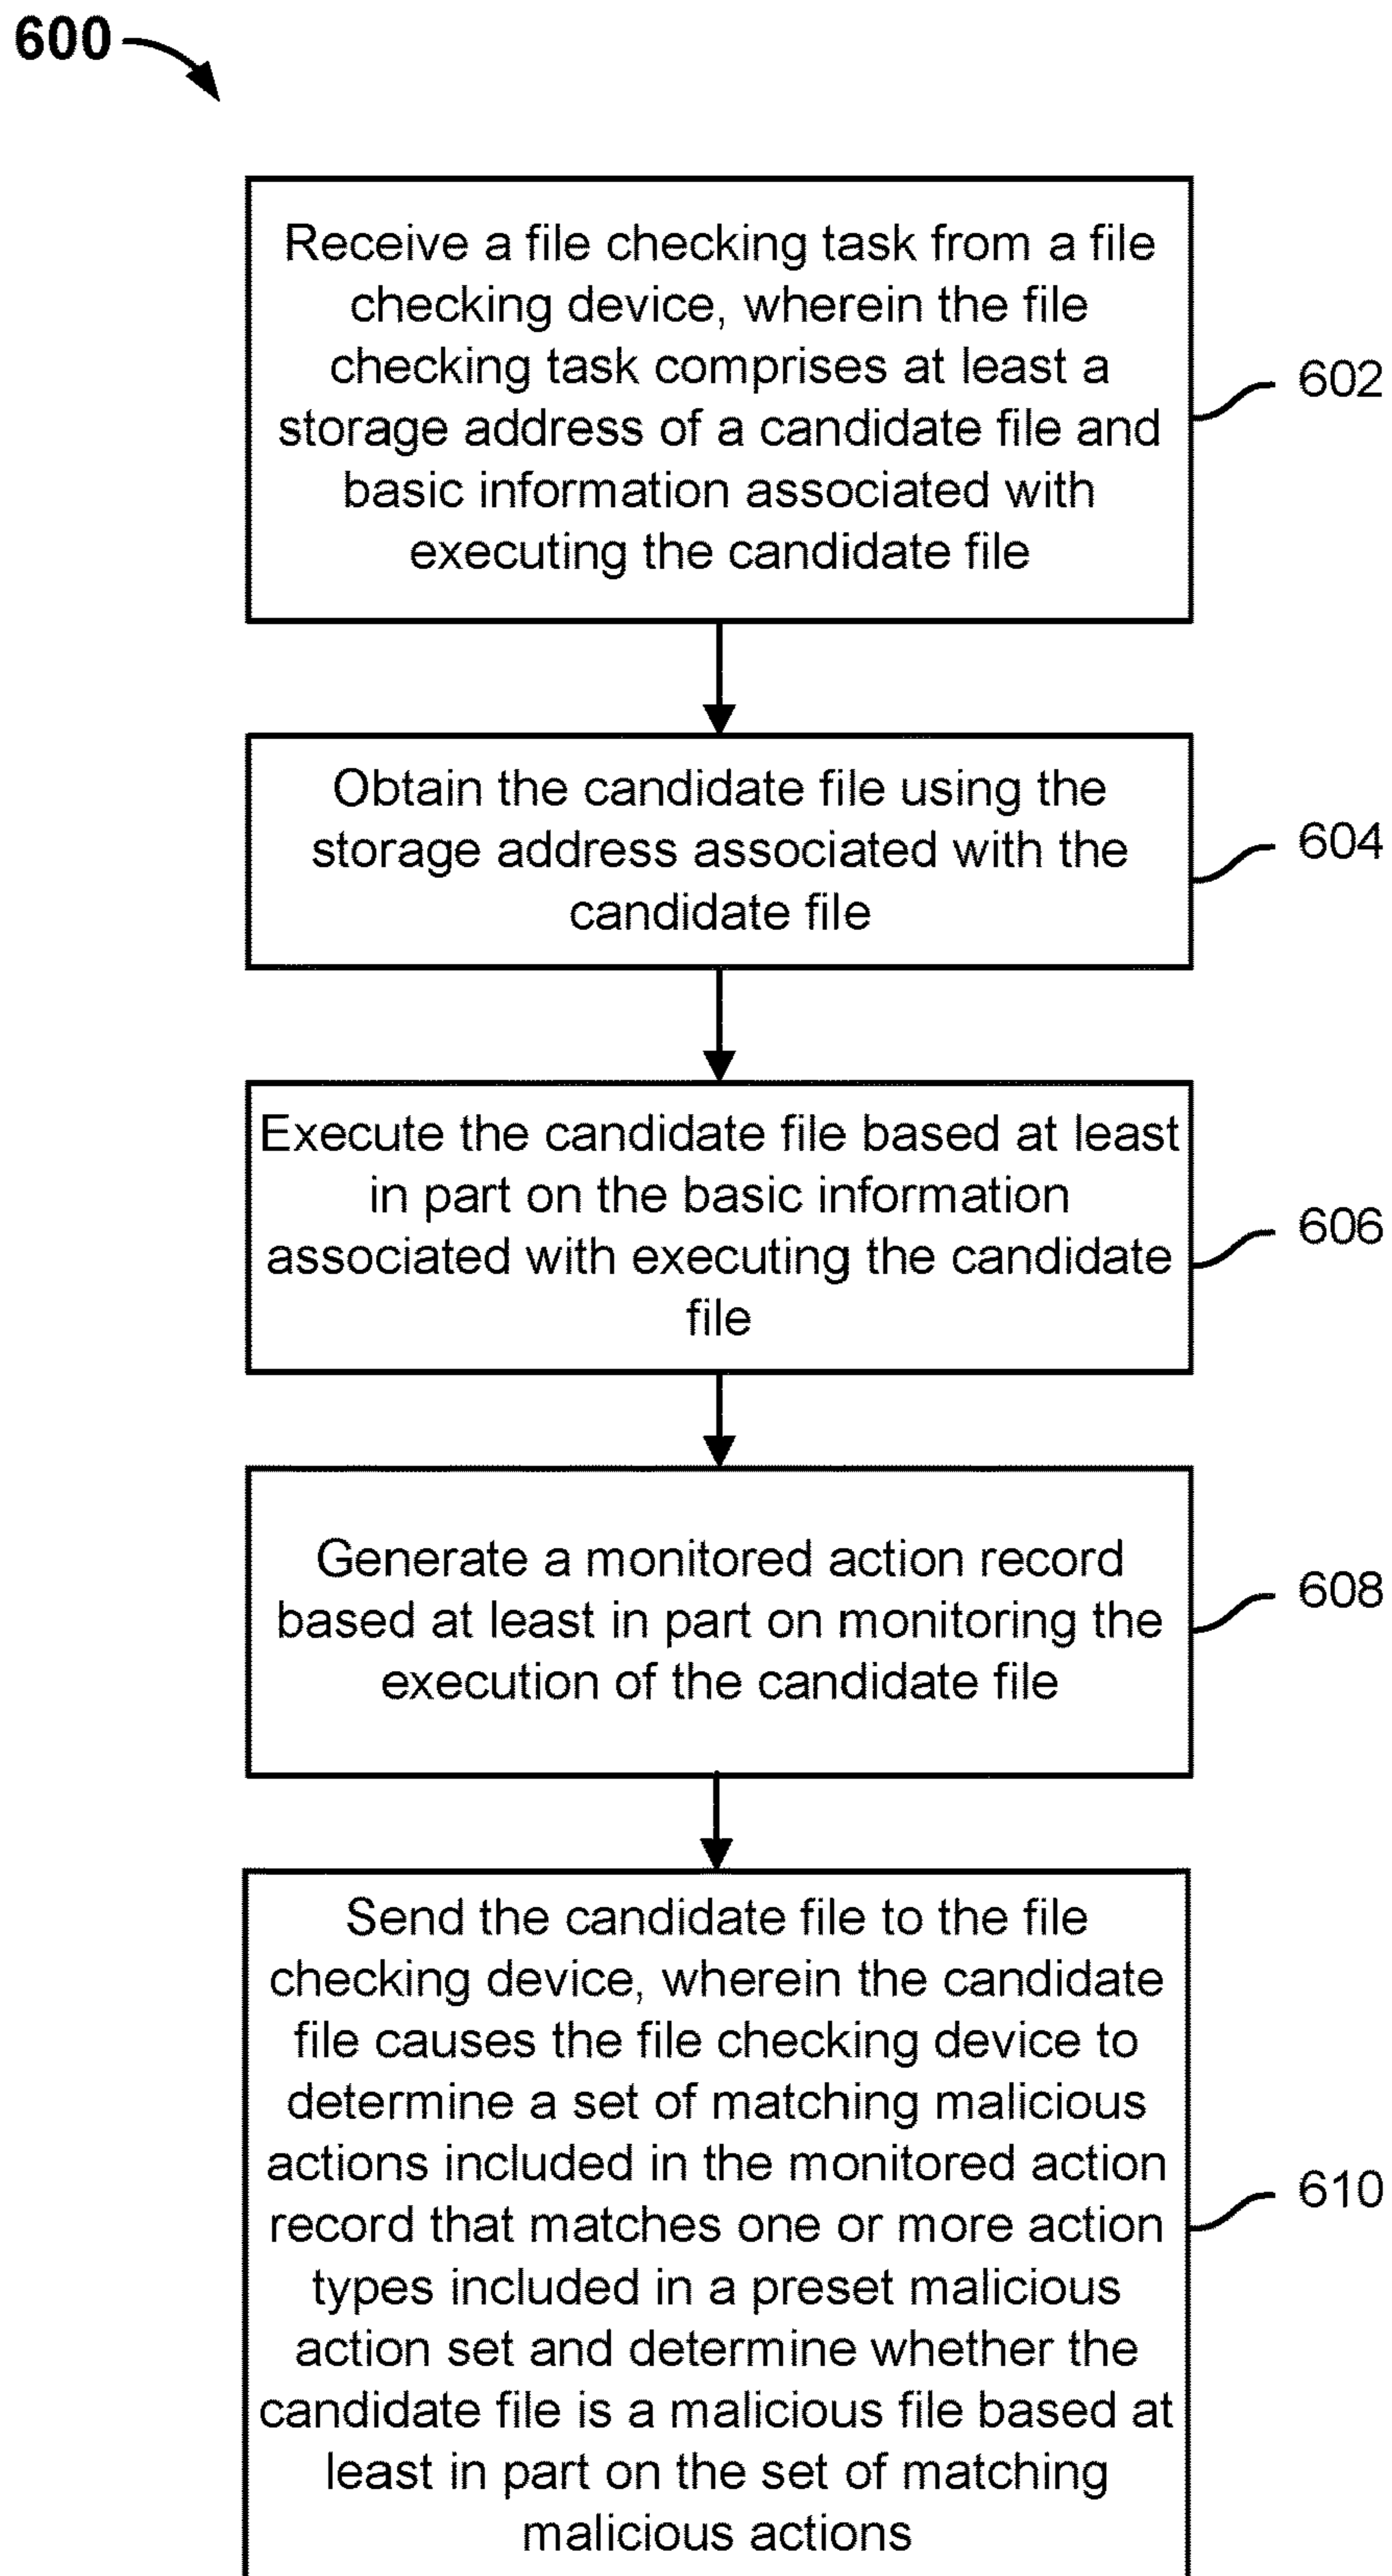 600
Receive a file checking task from a file
checking device, wherein the file
checking task comprises at least a
storage address of a candidate file and
basic information associated with
executing the candidate file
602
Obtain the candidate file using the
storage address associated with the
candidate file
604
Execute the candidate file based at least
in part on the basic information
associated with executing the candidate
file
606
Generate a monitored action record
based at least in part on monitoring the
execution of the candidate file
608
Send the candidate file to the file
checking device, wherein the candidate
file causes the file checking device to
determine a set of matching malicious
actions included in the monitored action
record that matches one or more action
types included in a preset malicious
action set and determine whether the
candidate file is a malicious file based at
least in part on the set of matching
malicious actions
610